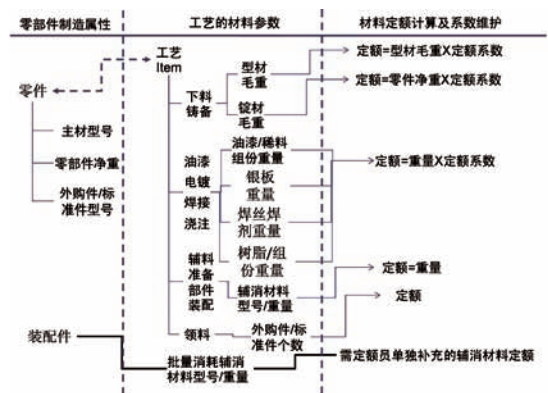 零部件制造属性
工艺的材料参数
材料定额计算及系数维护
工艺
Item
零件
主材型号
零部件净重
外购件/标
准件型号
装配件
下料
铸备
型材
毛重
锭材
毛重
油漆
电镀
焊接
浇注
油漆/稀料
组份重量
银板
重量
焊丝焊
剂重量
树脂/组
份重量
辅料
准备
部件
装配
辅消材料
型号/重量
领料
外购件/标
准件个数
批量消耗辅消
材料型号/重量
定额=型材毛重X定额系数
定额=零件净重X定额系数
定额=重量X定额系数
定额=重量
定额
需定额员单独补充的辅消材料定额